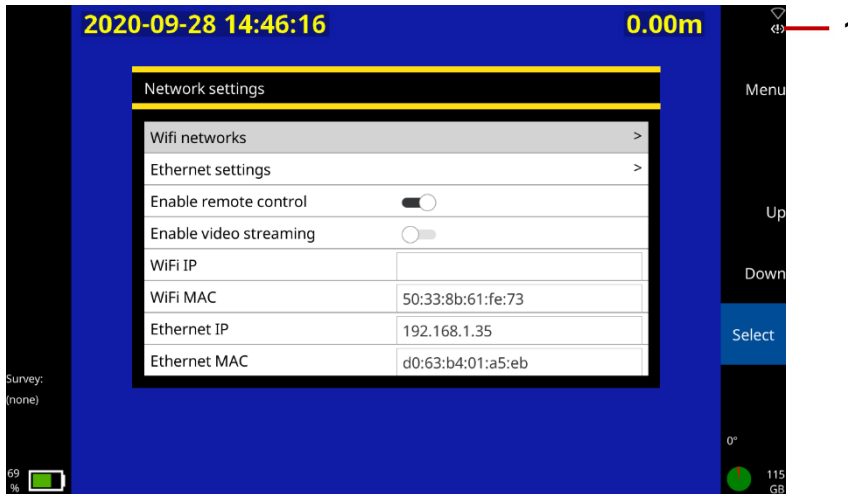 2020-09-28 14:46:16
0.00m
Network settings
Menu
Wifi networks >
Ethernet settings >
Enable remote control
Up
Enable video streaming
WiFi IP
Down
WiFi MAC 50:33:8b:61:fe:73
Ethernet IP 192.168.1.35
Select
Ethernet MAC d0:63:b4:01:a5:eb
Survey:
(none)
0°
69
%
115
GB